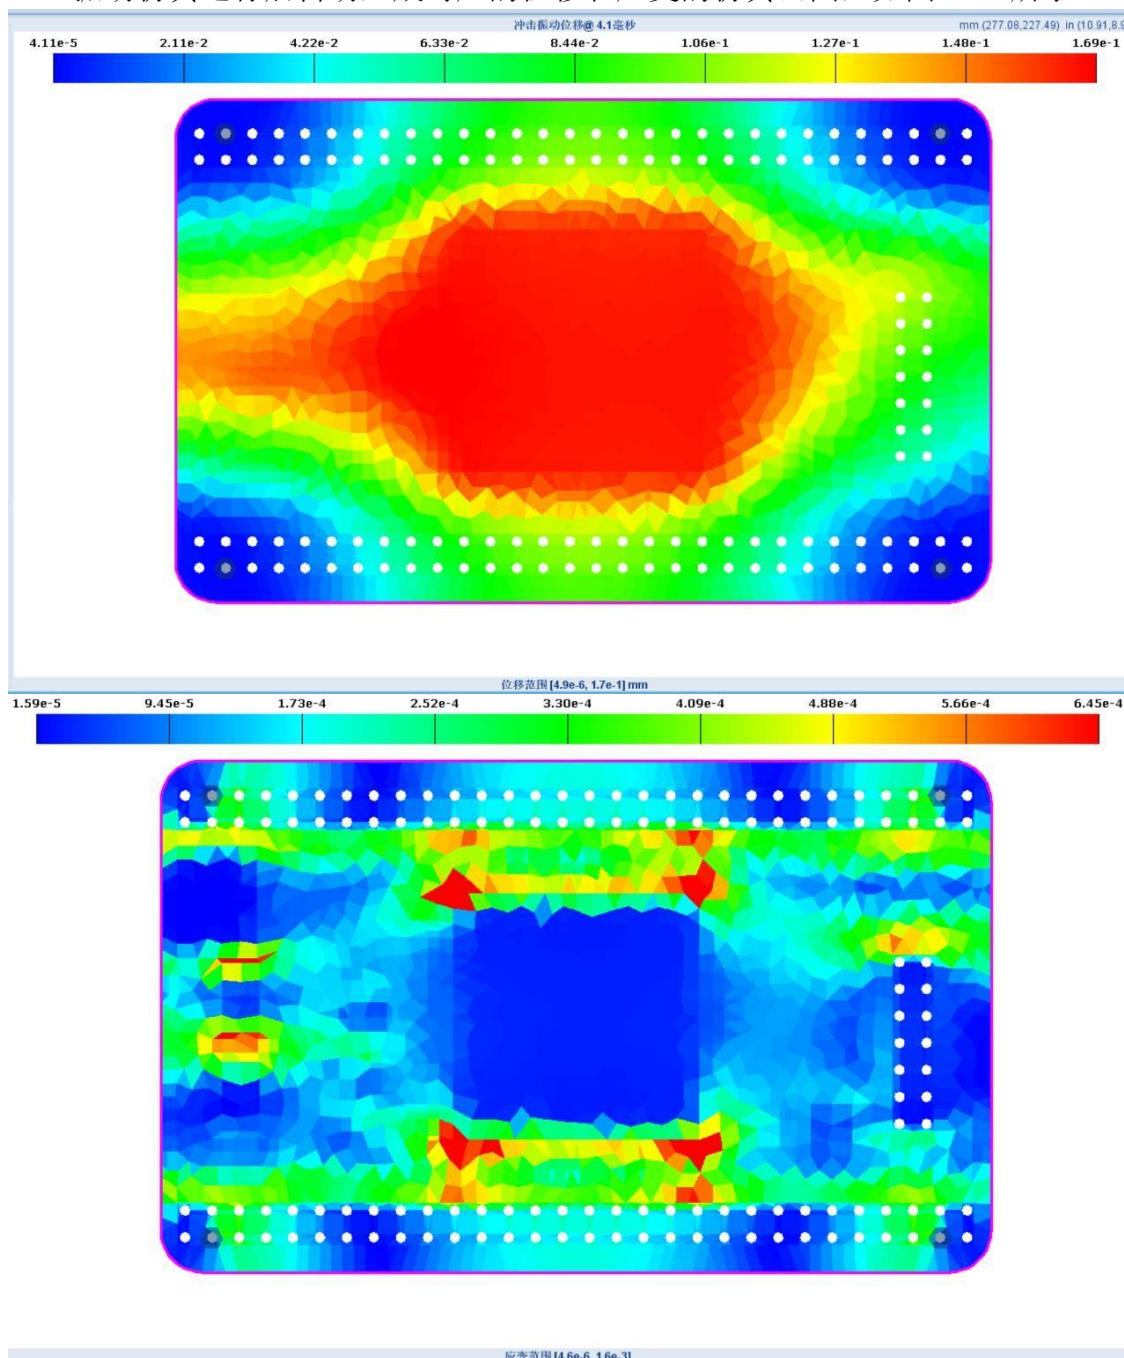 冲击振动位移@ 4.1毫秒
mm (277.08,227.49) in (10.91,8.9
4.11e-5 2.11e-2 4.22e-2 6.33e-2 8.44e-2 1.06e-1 1.27e-1 1.48e-1 1.69e-1
位移范围[4.9e-6, 1.7e-1] mm
1.59e-5 9.45e-5 1.73e-4 2.52e-4 3.30e-4 4.09e-4 4.88e-4 5.66e-4 6.45e-4
应变范围[4.6e-6, 1.6e-3]